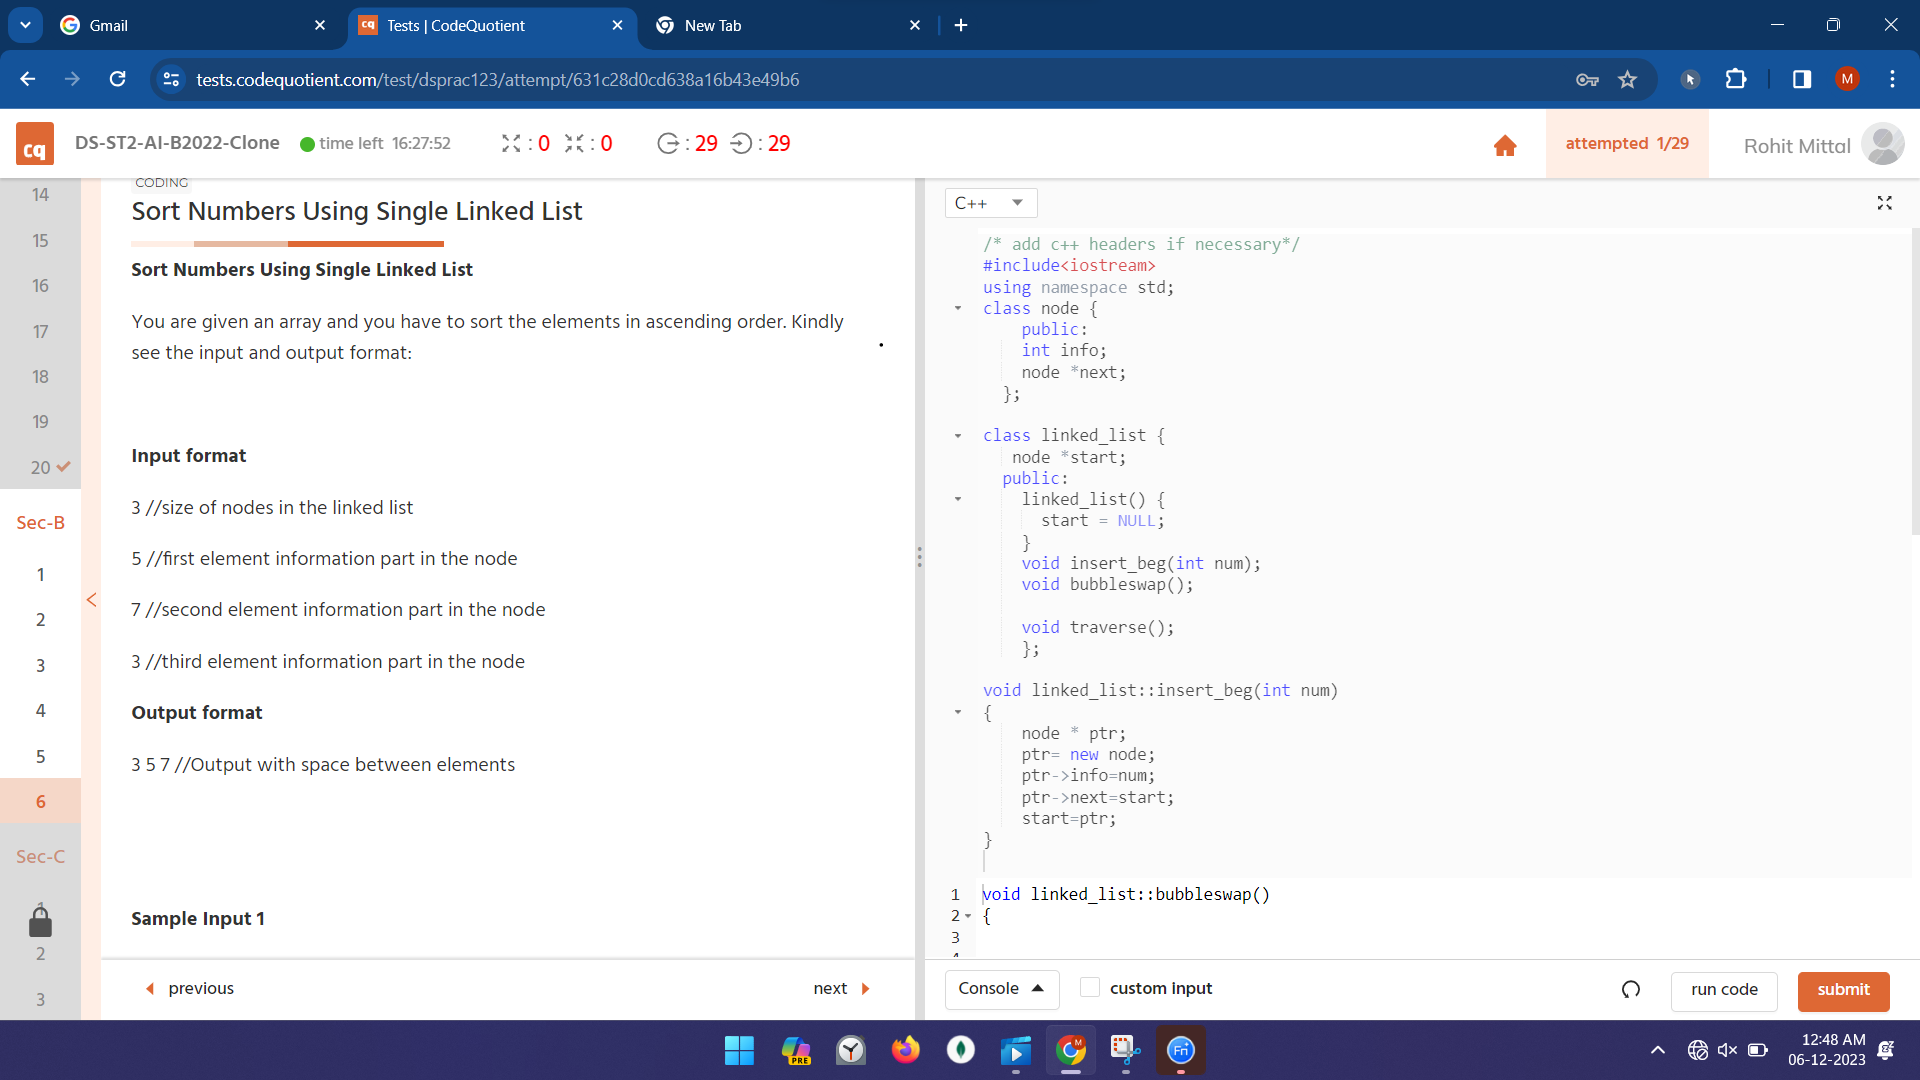 Gmail
Tests | CodeQuotient
New Tab
tests.codequotient.com/test/dsprac123/attempt/631c28d0cd638a16b43e49b6
M
cq
DS-ST2-AI-B2022-Clone
time left 16:27:52
: 0
: 0
: 29
: 29
attempted 1/29
Rohit Mittal
14
15
16
17
18
19
20
Sec-B
1
2
3
4
5
6
Sec-C
1
2
3
CODING
Sort Numbers Using Single Linked List
Sort Numbers Using Single Linked List
You are given an array and you have to sort the elements in ascending order. Kindly
see the input and output format:
Input format
3 //size of nodes in the linked list
5 //first element information part in the node
7 //second element information part in the node
3 //third element information part in the node
Output format
3 5 7 //Output with space between elements
Sample Input 1
previous
next
C++
/* add c++ headers if necessary*/
#include<iostream>
using namespace std;
class node {
public:
int info;
node *next;
};
class linked_list {
node *start;
public:
linked_list() {
start = NULL;
}
void insert_beg(int num);
void bubbleswap();
void traverse();
};
void linked_list::insert_beg(int num)
{
node * ptr;
ptr= new node;
ptr->info=num;
ptr->next=start;
start=ptr;
}
1 void linked_list::bubbleswap()
2 {
3
4
Console
custom input
run code
submit
PRE
M
Fri
12:48 AM
06-12-2023